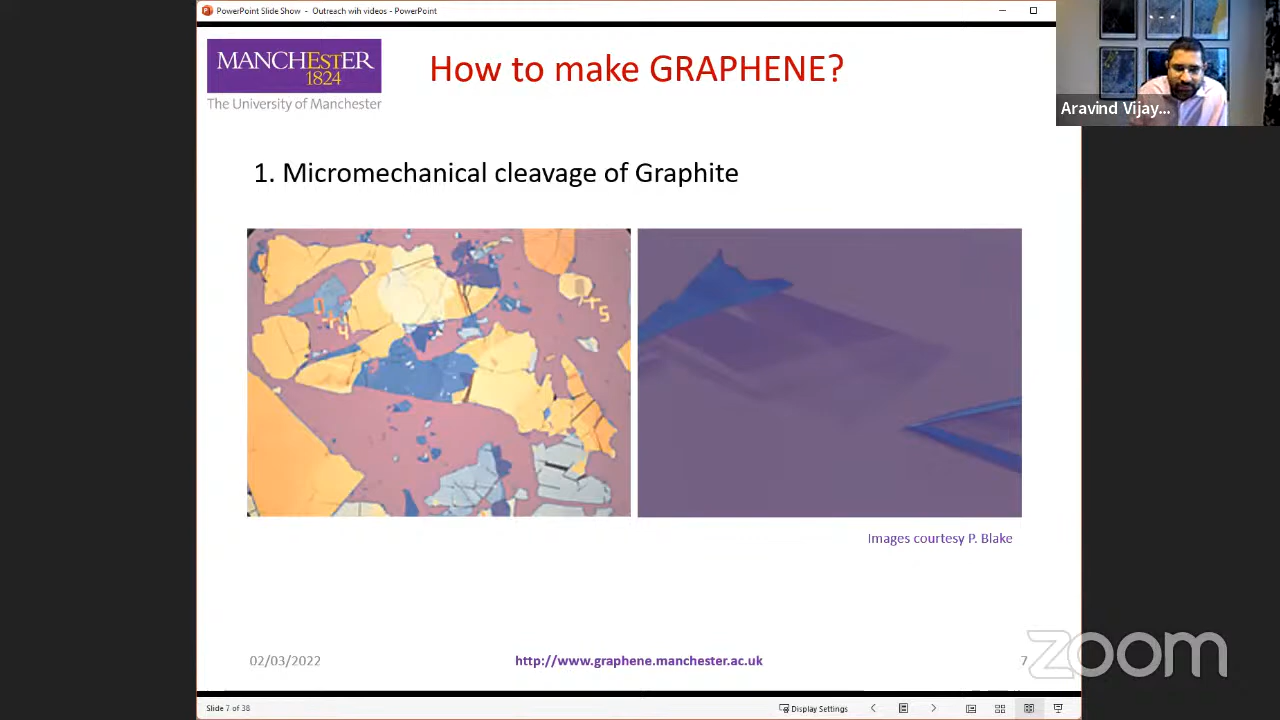 PowerPoint Slide Show - Outreach wih videos - PowerPoint
MANCHESTER
1824
The University of Manchester
How to make GRAPHENE?
Aravind Vijay...
1. Micromechanical cleavage of Graphite
Images courtesy P. Blake
02/03/2022
http://www.graphene.manchester.ac.uk
7
zoom
Slide 7 of 38
Display Settings